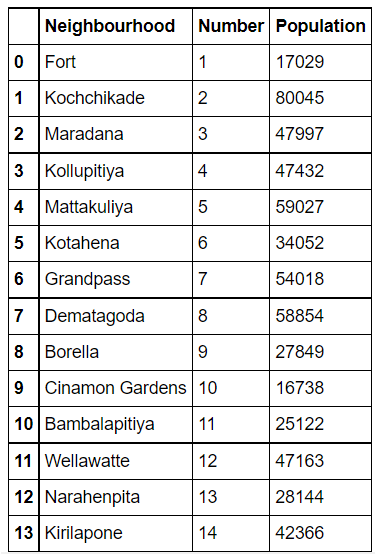 Neighbourhood Number Population
0 Fort 1 17029
1 Kochchikade 2 80045
2 Maradana 3 47997
3 Kollupitiya 4 47432
4 Mattakuliya 5 59027
5 Kotahena 6 34052
6 Grandpass 7 54018
7 Dematagoda 8 58854
8 Borella 9 27849
9 Cinamon Gardens 10 16738
10 Bambalapitiya 11 25122
11 Wellawatte 12 47163
12 Narahenpita 13 28144
13 Kirilapone 14 42366